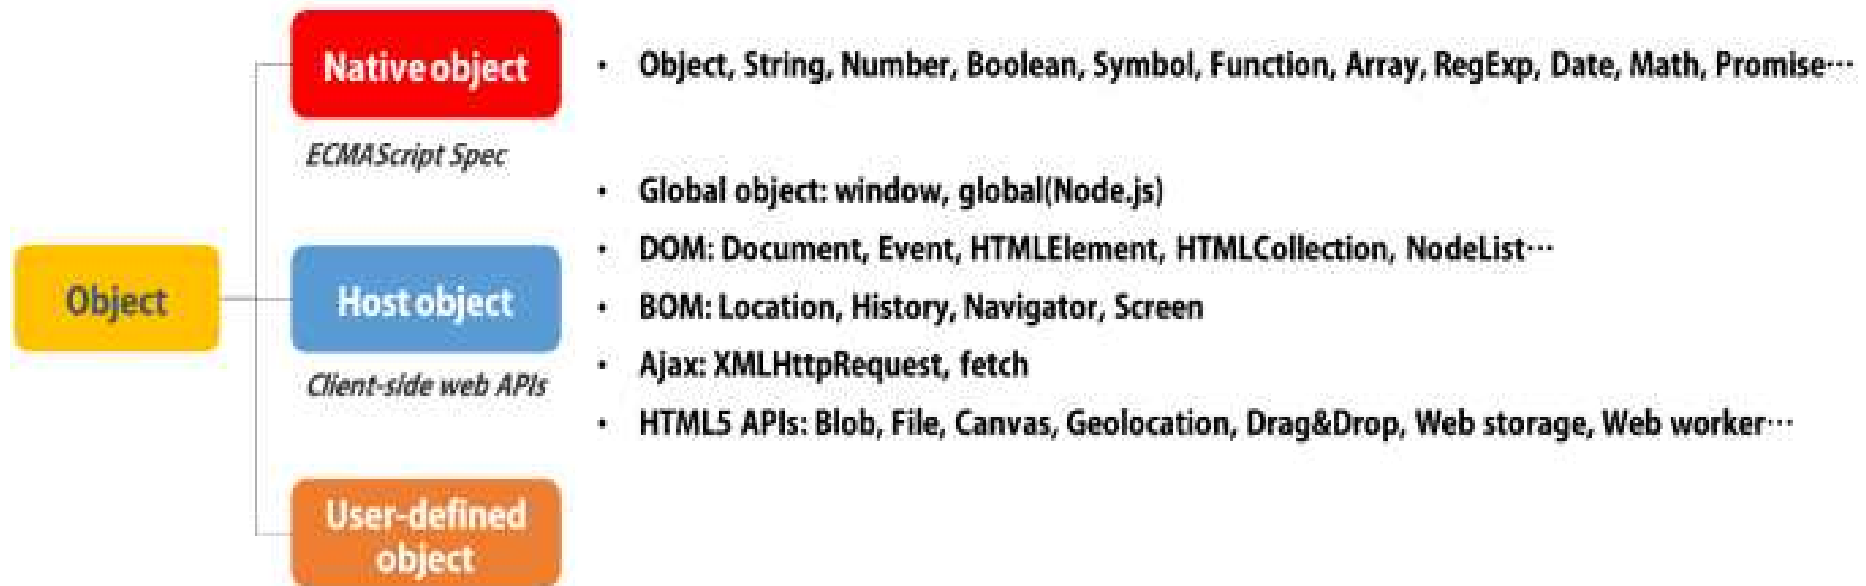 Object
Native object
ECMAScript Spec
• Object, String, Number, Boolean, Symbol, Function, Array, RegExp, Date, Math, Promise…
Host object
Client-side web APIs
• Global object: window, global(Node.js)
• DOM: Document, Event, HTMLElement, HTMLCollection, NodeList…
• BOM: Location, History, Navigator, Screen
• Ajax: XMLHttpRequest, fetch
• HTML5 APIs: Blob, File, Canvas, Geolocation, Drag&Drop, Web storage, Web worker…
User-defined
object